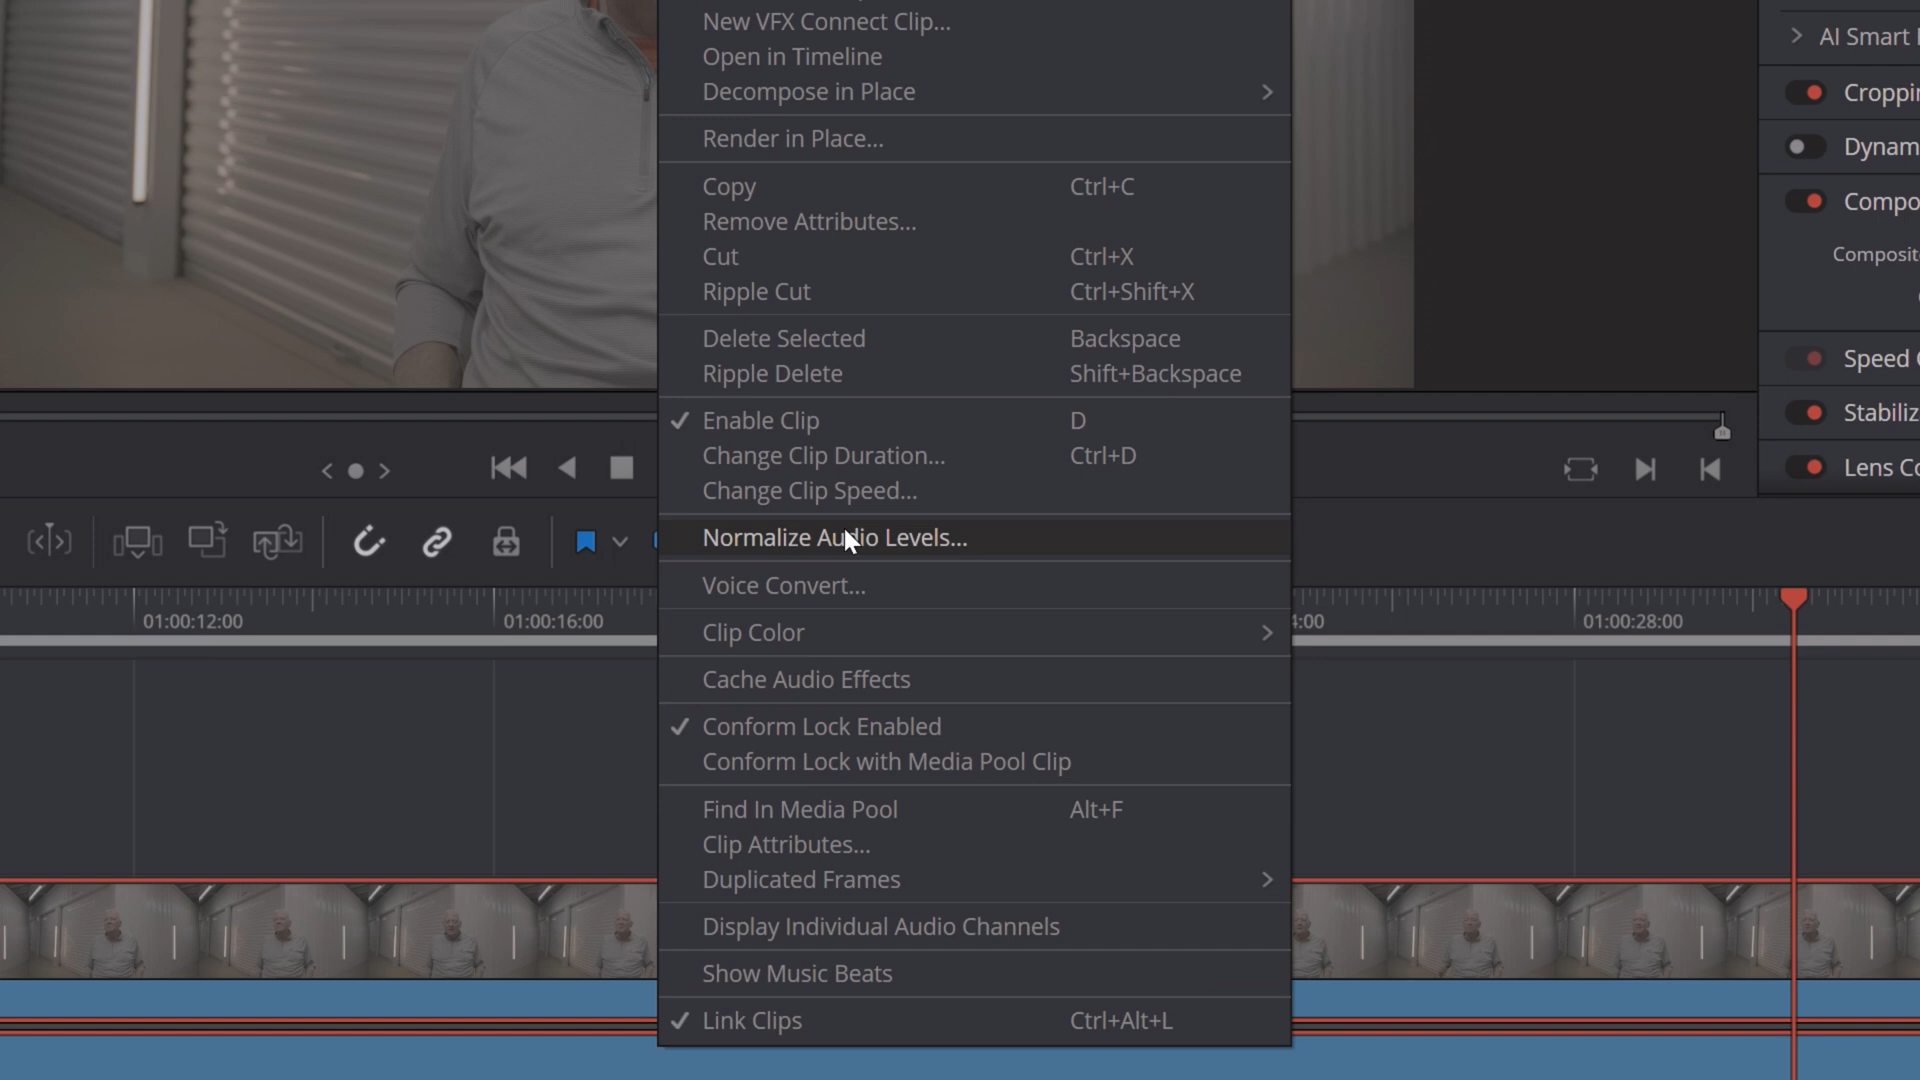 New VFX Connect Clip...
Open in Timeline
Decompose in Place
Render in Place...
Copy Ctrl+C
Remove Attributes...
Cut Ctrl+X
Ripple Cut Ctrl+Shift+X
Delete Selected Backspace
Ripple Delete Shift+Backspace
Enable Clip D
Change Clip Duration... Ctrl+D
Change Clip Speed...
Normalize Audio Levels...
Voice Convert...
Clip Color
Cache Audio Effects
Conform Lock Enabled
Conform Lock with Media Pool Clip
Find In Media Pool Alt+F
Clip Attributes...
Duplicated Frames
Display Individual Audio Channels
Show Music Beats
Link Clips Ctrl+Alt+L
AI Smart
Croppin
Dynam
Compo
Composit
Speed
Stabiliz
Lens Co
01:00:12:00
01:00:16:00
4:00
01:00:28:00